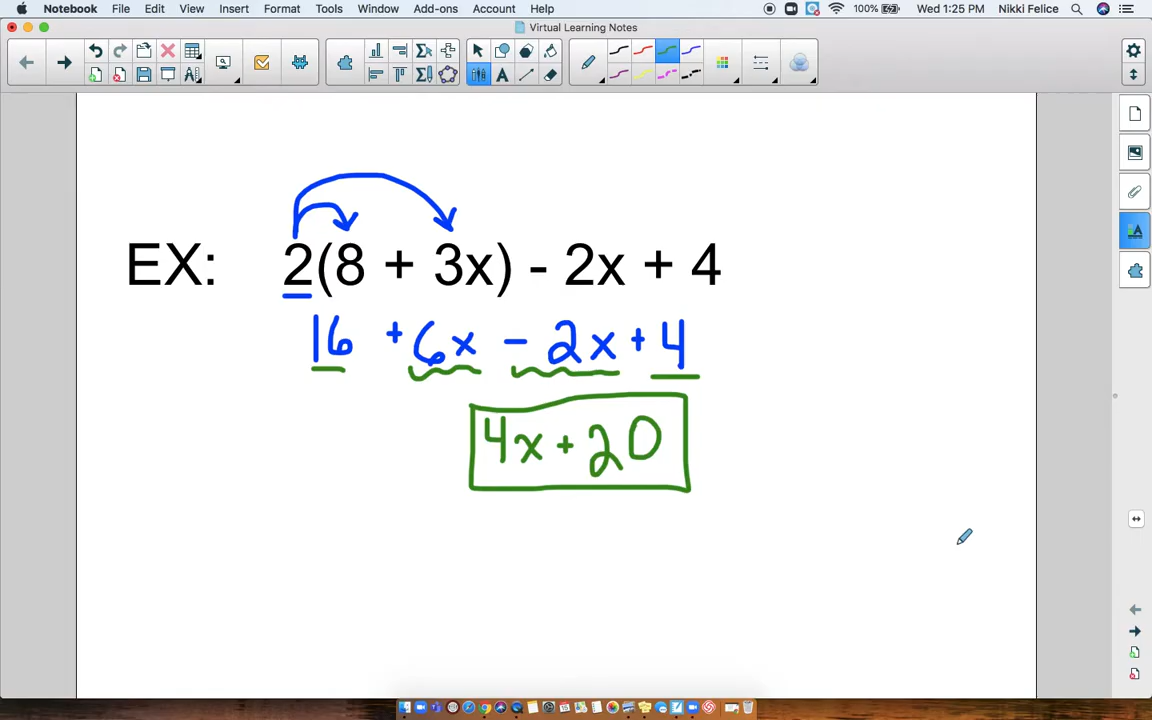 Notebook File Edit View Insert Format Tools Window Add-ons Account Help 100% Wed 1:25 PM Nikki Felice
Virtual Learning Notes
EX: 2(8 + 3x) - 2x + 4
16 + 6x - 2x + 4
4x + 20